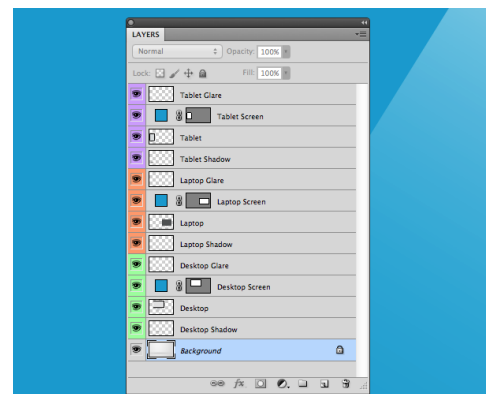 LAYERS
Normal Opacity: 100%
Lock: Fill: 100%
Tablet Glare
Tablet Screen
Tablet
Tablet Shadow
Laptop Glare
Laptop Screen
Laptop
Laptop Shadow
Desktop Glare
Desktop Screen
Desktop
Desktop Shadow
Background
fx